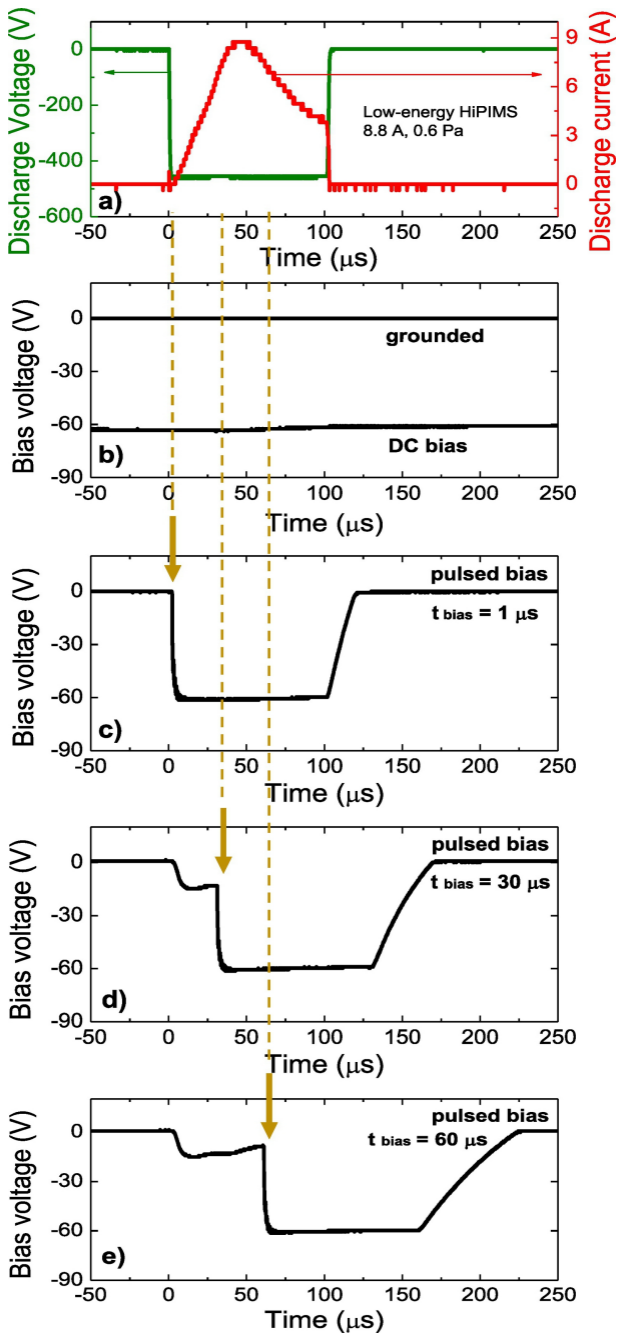 Discharge Voltage (V)
0
-200
-400
-600
9
6
3
0
Discharge current (A)
Low-energy HiPIMS
8.8 A, 0.6 Pa
a)
-50 0 50 100 150 200 250
Time (μs)
Bias voltage (V)
0
-30
-60
-90
grounded
DC bias
b)
-50 0 50 100 150 200 250
Time (μs)
Bias voltage (V)
0
-30
-60
-90
pulsed bias
t bias = 1 μs
c)
-50 0 50 100 150 200 250
Time (μs)
Bias voltage (V)
0
-30
-60
-90
pulsed bias
t bias = 30 μs
d)
-50 0 50 100 150 200 250
Time (μs)
Bias voltage (V)
0
-30
-60
-90
pulsed bias
t bias = 60 μs
e)
-50 0 50 100 150 200 250
Time (μs)